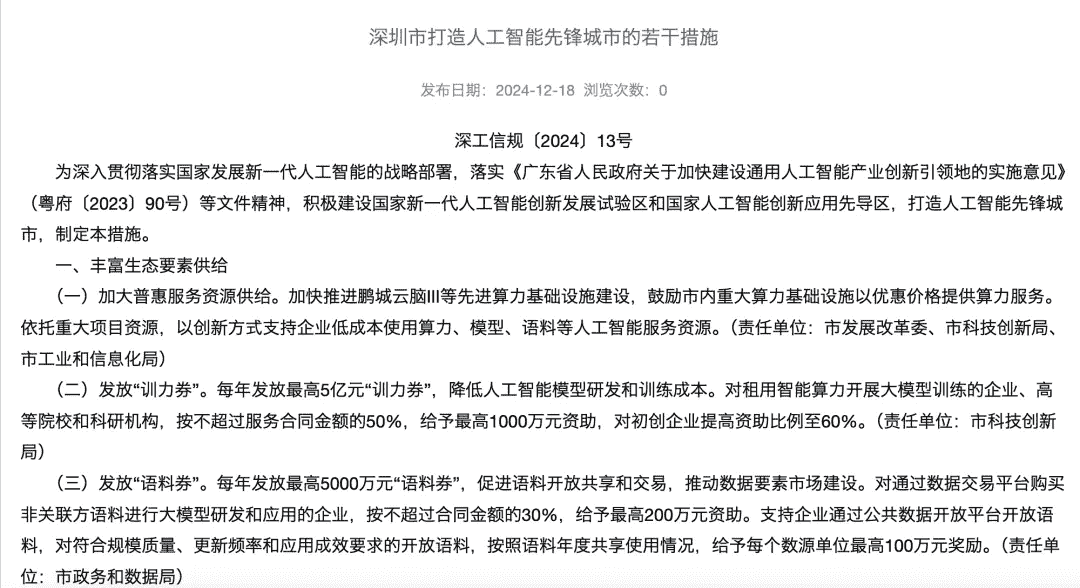 深圳市打造人工智能先锋城市的若干措施
发布日期：2024-12-18 浏览次数：0
深工信规〔2024〕13号
为深入贯彻落实国家发展新一代人工智能的战略部署，落实《广东省人民政府关于加快建设通用人工智能产业创新引领地的实施意见》
（粤府〔2023〕90号）等文件精神，积极建设国家新一代人工智能创新发展试验区和国家人工智能创新应用先导区，打造人工智能先锋城
市，制定本措施。
一、丰富生态要素供给
（一）加大普惠服务资源供给。加快推进鹏城云脑III等先进算力基础设施建设，鼓励市内重大算力基础设施以优惠价格提供算力服务。
依托重大项目资源，以创新方式支持企业低成本使用算力、模型、语料等人工智能服务资源。（责任单位：市发展改革委、市科技创新局、
市工业和信息化局）
（二）发放“训力券”。每年发放最高5亿元“训力券”，降低人工智能模型研发和训练成本。对租用智能算力开展大模型训练的企业、高
等院校和科研机构，按不超过服务合同金额的50%，给予最高1000万元资助，对初创企业提高资助比例至60%。（责任单位：市科技创新
局）
（三）发放“语料券”。每年发放最高5000万元“语料券”，促进语料开放共享和交易，推动数据要素市场建设。对通过数据交易平台购买
非关联方语料进行大模型研发和应用的企业，按不超过合同金额的30%，给予最高200万元资助。支持企业通过公共数据开放平台开放语
料，对符合规模质量、更新频率和应用成效要求的开放语料，按照语料年度共享使用情况，给予每个数源单位最高100万元奖励。（责任单
位：市政务和数据局）